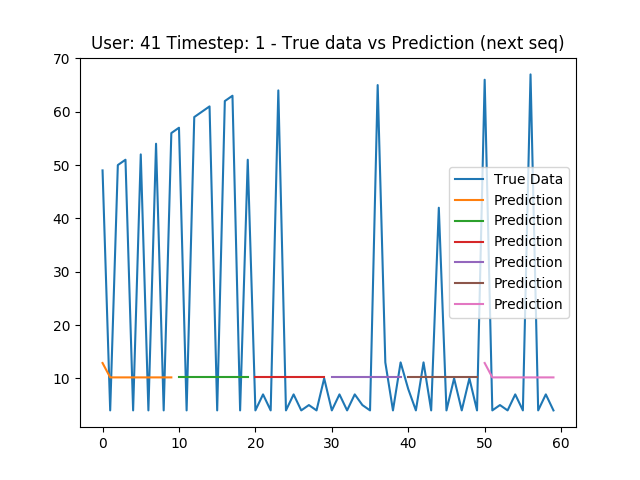 User: 41 Timestep: 1 - True data vs Prediction (next seq)
70
60
50
40
30
20
10
True Data
Prediction
Prediction
Prediction
Prediction
Prediction
Prediction
0 10 20 30 40 50 60